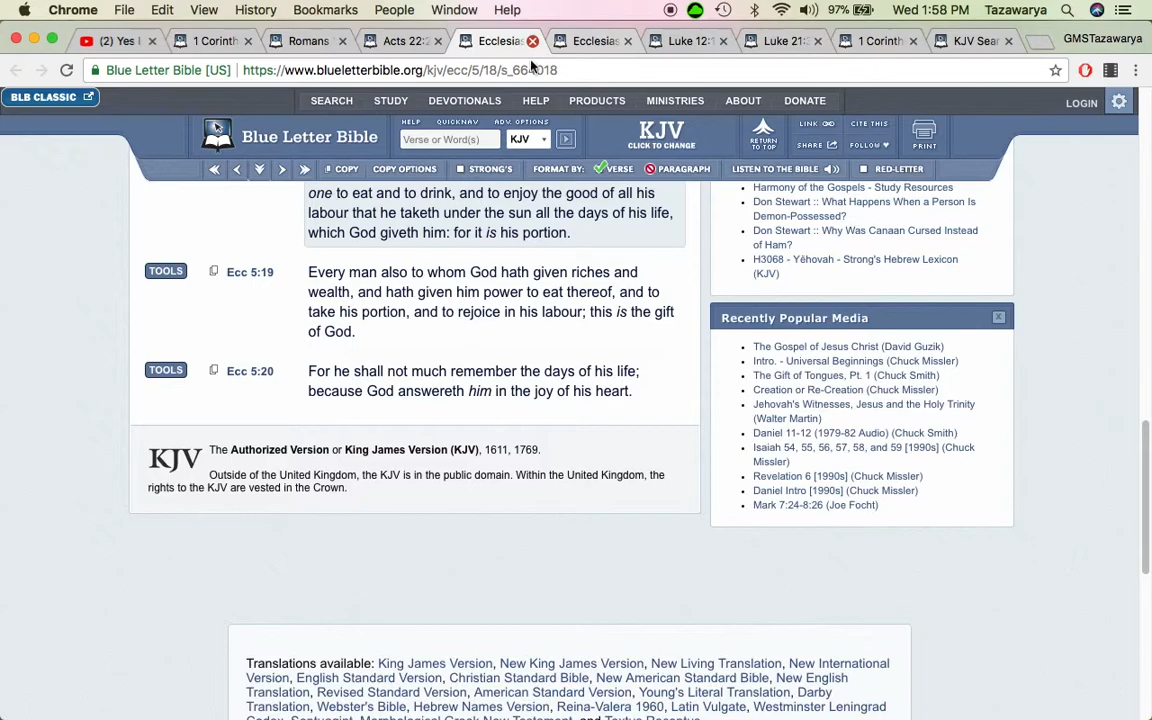 Chrome File Edit View History Bookmarks People Window Help 97% Wed 1:58 PM Tazawarya
(2) Yes I 1 Corinth Romans Acts 22:2 Ecclesias Ecclesias Luke 12:1 Luke 21:3 1 Corinth KJV Sear GMSTazawarya
Blue Letter Bible [US] https://www.blueletterbible.org/kjv/ecc/5/18/s_664018
BLB CLASSIC
SEARCH STUDY DEVOTIONALS HELP PRODUCTS MINISTRIES ABOUT DONATE LOGIN
HELP QUICKNAV ADV. OPTIONS
Blue Letter Bible Verse or Word(s) KJV
KJV
CLICK TO CHANGE
RETURN
TO TOP
LINK CITE THIS
SHARE FOLLOW PRINT
COPY COPY OPTIONS STRONG'S FORMAT BY: VERSE PARAGRAPH LISTEN TO THE BIBLE RED-LETTER
one to eat and to drink, and to enjoy the good of all his
labour that he taketh under the sun all the days of his life,
which God giveth him: for it is his portion.
TOOLS Ecc 5:19 Every man also to whom God hath given riches and
wealth, and hath given him power to eat thereof, and to
take his portion, and to rejoice in his labour; this is the gift
of God.
TOOLS Ecc 5:20 For he shall not much remember the days of his life;
because God answereth him in the joy of his heart.
KJV The Authorized Version or King James Version (KJV), 1611, 1769.
Outside of the United Kingdom, the KJV is in the public domain. Within the United Kingdom, the
rights to the KJV are vested in the Crown.
Harmony of the Gospels - Study Resources
Don Stewart :: What Happens When a Person Is
Demon-Possessed?
Don Stewart :: Why Was Canaan Cursed Instead
of Ham?
H3068 - Yĕhovah - Strong's Hebrew Lexicon
(KJV)
Recently Popular Media
The Gospel of Jesus Christ (David Guzik)
Intro. - Universal Beginnings (Chuck Missler)
The Gift of Tongues, Pt. 1 (Chuck Smith)
Creation or Re-Creation (Chuck Missler)
Jehovah's Witnesses, Jesus and the Holy Trinity
(Walter Martin)
Daniel 11-12 (1979-82 Audio) (Chuck Smith)
Isaiah 54, 55, 56, 57, 58, and 59 [1990s] (Chuck
Missler)
Revelation 6 [1990s] (Chuck Missler)
Daniel Intro [1990s] (Chuck Missler)
Mark 7:24-8:26 (Joe Focht)
Translations available: King James Version, New King James Version, New Living Translation, New International
Version, English Standard Version, Christian Standard Bible, New American Standard Bible, New English
Translation, Revised Standard Version, American Standard Version, Young's Literal Translation, Darby
Translation, Webster's Bible, Hebrew Names Version, Reina-Valera 1960, Latin Vulgate, Westminster Leningrad
Codex, Septuagint, Morphological Greek New Testament, and Textus Receptus